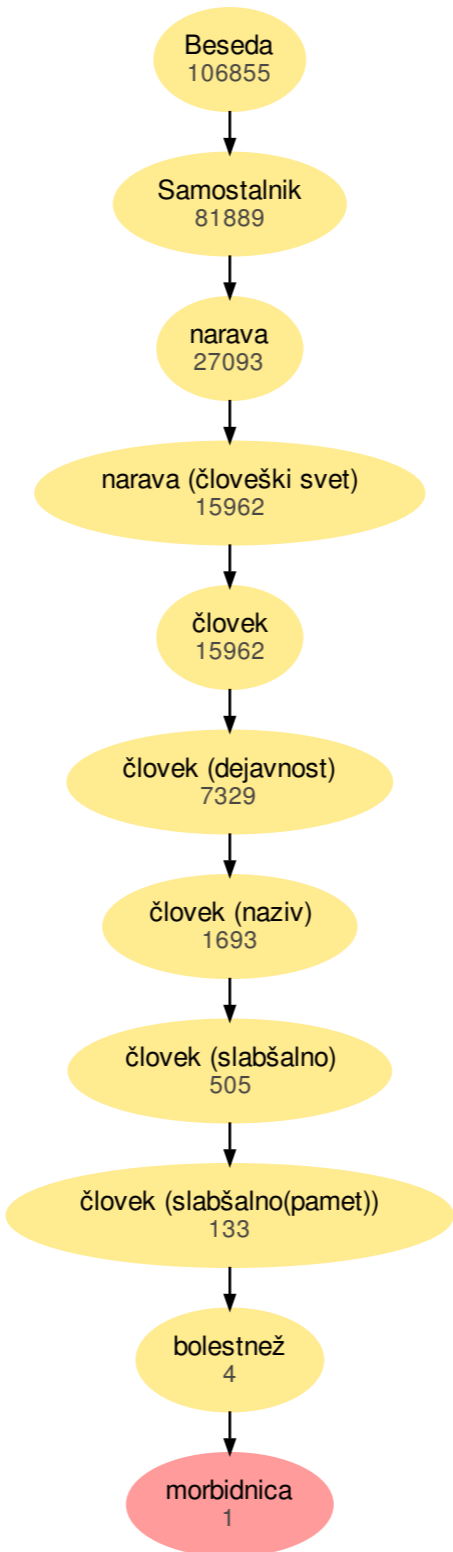 Beseda
106855
Samostalnik
81889
narava
27093
narava (človeški svet)
15962
človek
15962
človek (dejavnost)
7329
človek (naziv)
1693
človek (slabšalno)
505
človek (slabšalno(pamet))
133
bolestnež
4
morbidnica
1